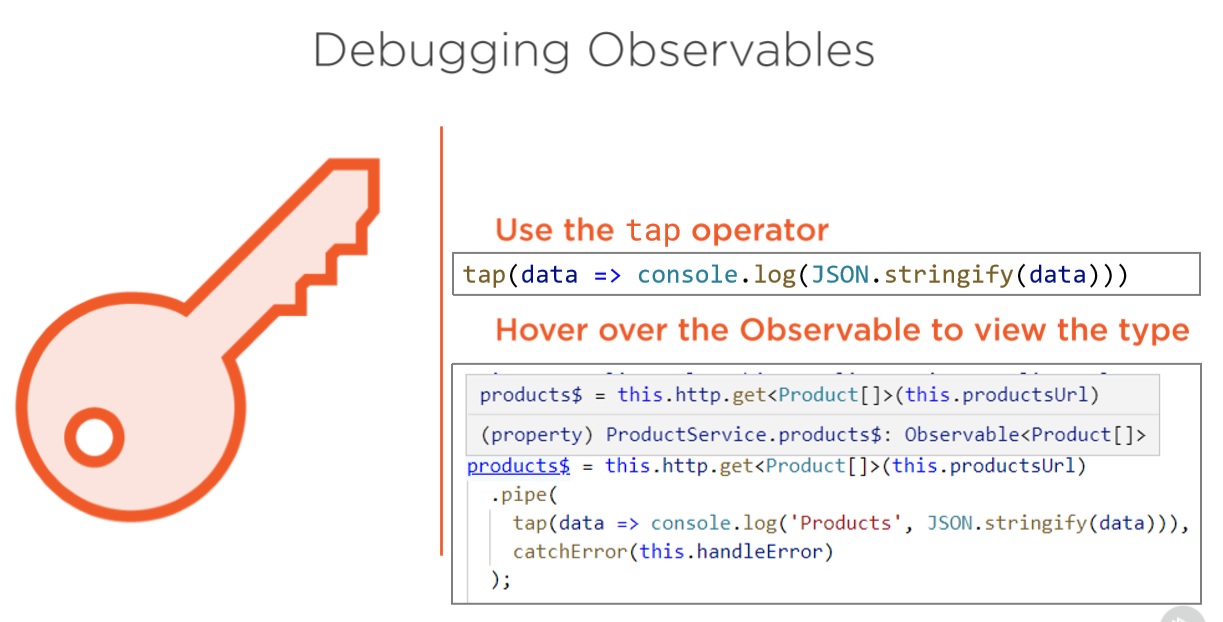 Debugging Observables
Use the tap operator
tap(data => console.log(JSON.stringify(data)))
Hover over the Observable to view the type
products$ = this.http.get<Product[]>(this.productsUrl)
(property) ProductService.products$: Observable<Product[]>
products$ = this.http.get<Product[]>(this.productsUrl)
.pipe(
tap(data => console.log('Products', JSON.stringify(data))),
catchError(this.handleError)
);